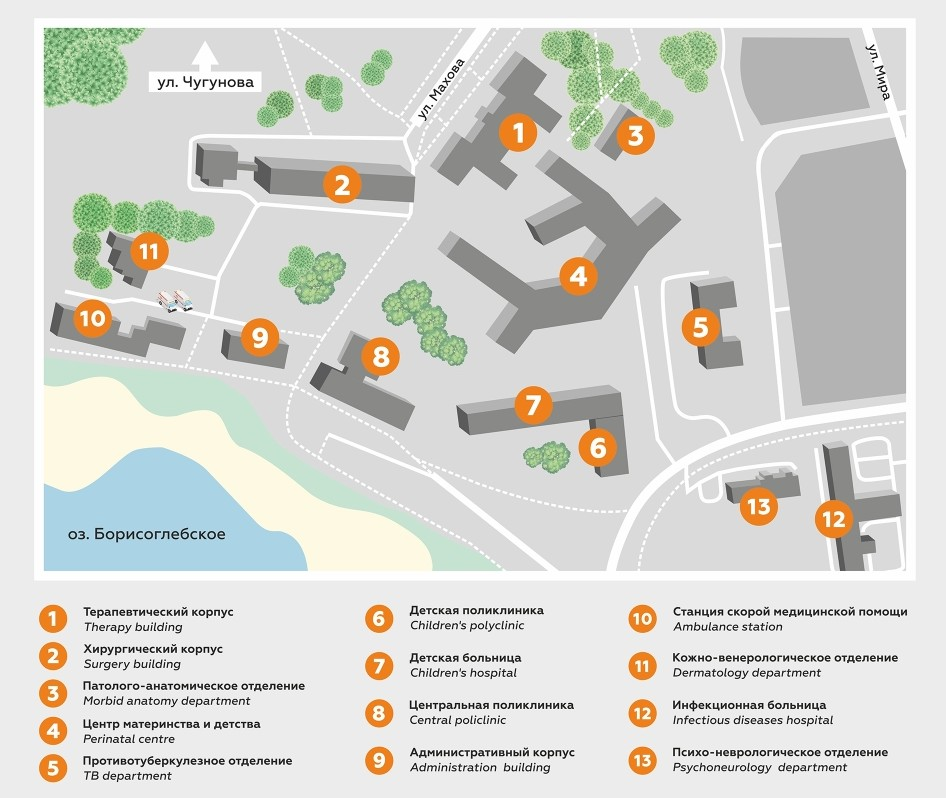 ул. Чугунова
ул. Махова
ул. Мира
1
2
3
4
5
6
7
8
9
10
11
12
13
оз. Борисоглебское
1 Терапевтический корпус
Therapy building
2 Хирургический корпус
Surgery building
3 Патолого-анатомическое отделение
Morbid anatomy department
4 Центр материнства и детства
Perinatal centre
5 Противотуберкулезное отделение
TB department
6 Детская поликлиника
Children's polyclinic
7 Детская больница
Children's hospital
8 Центральная поликлиника
Central policlinic
9 Административный корпус
Administration building
10 Станция скорой медицинской помощи
Ambulance station
11 Кожно-венерологическое отделение
Dermatology department
12 Инфекционная больница
Infectious diseases hospital
13 Психо-неврологическое отделение
Psychoneurology department